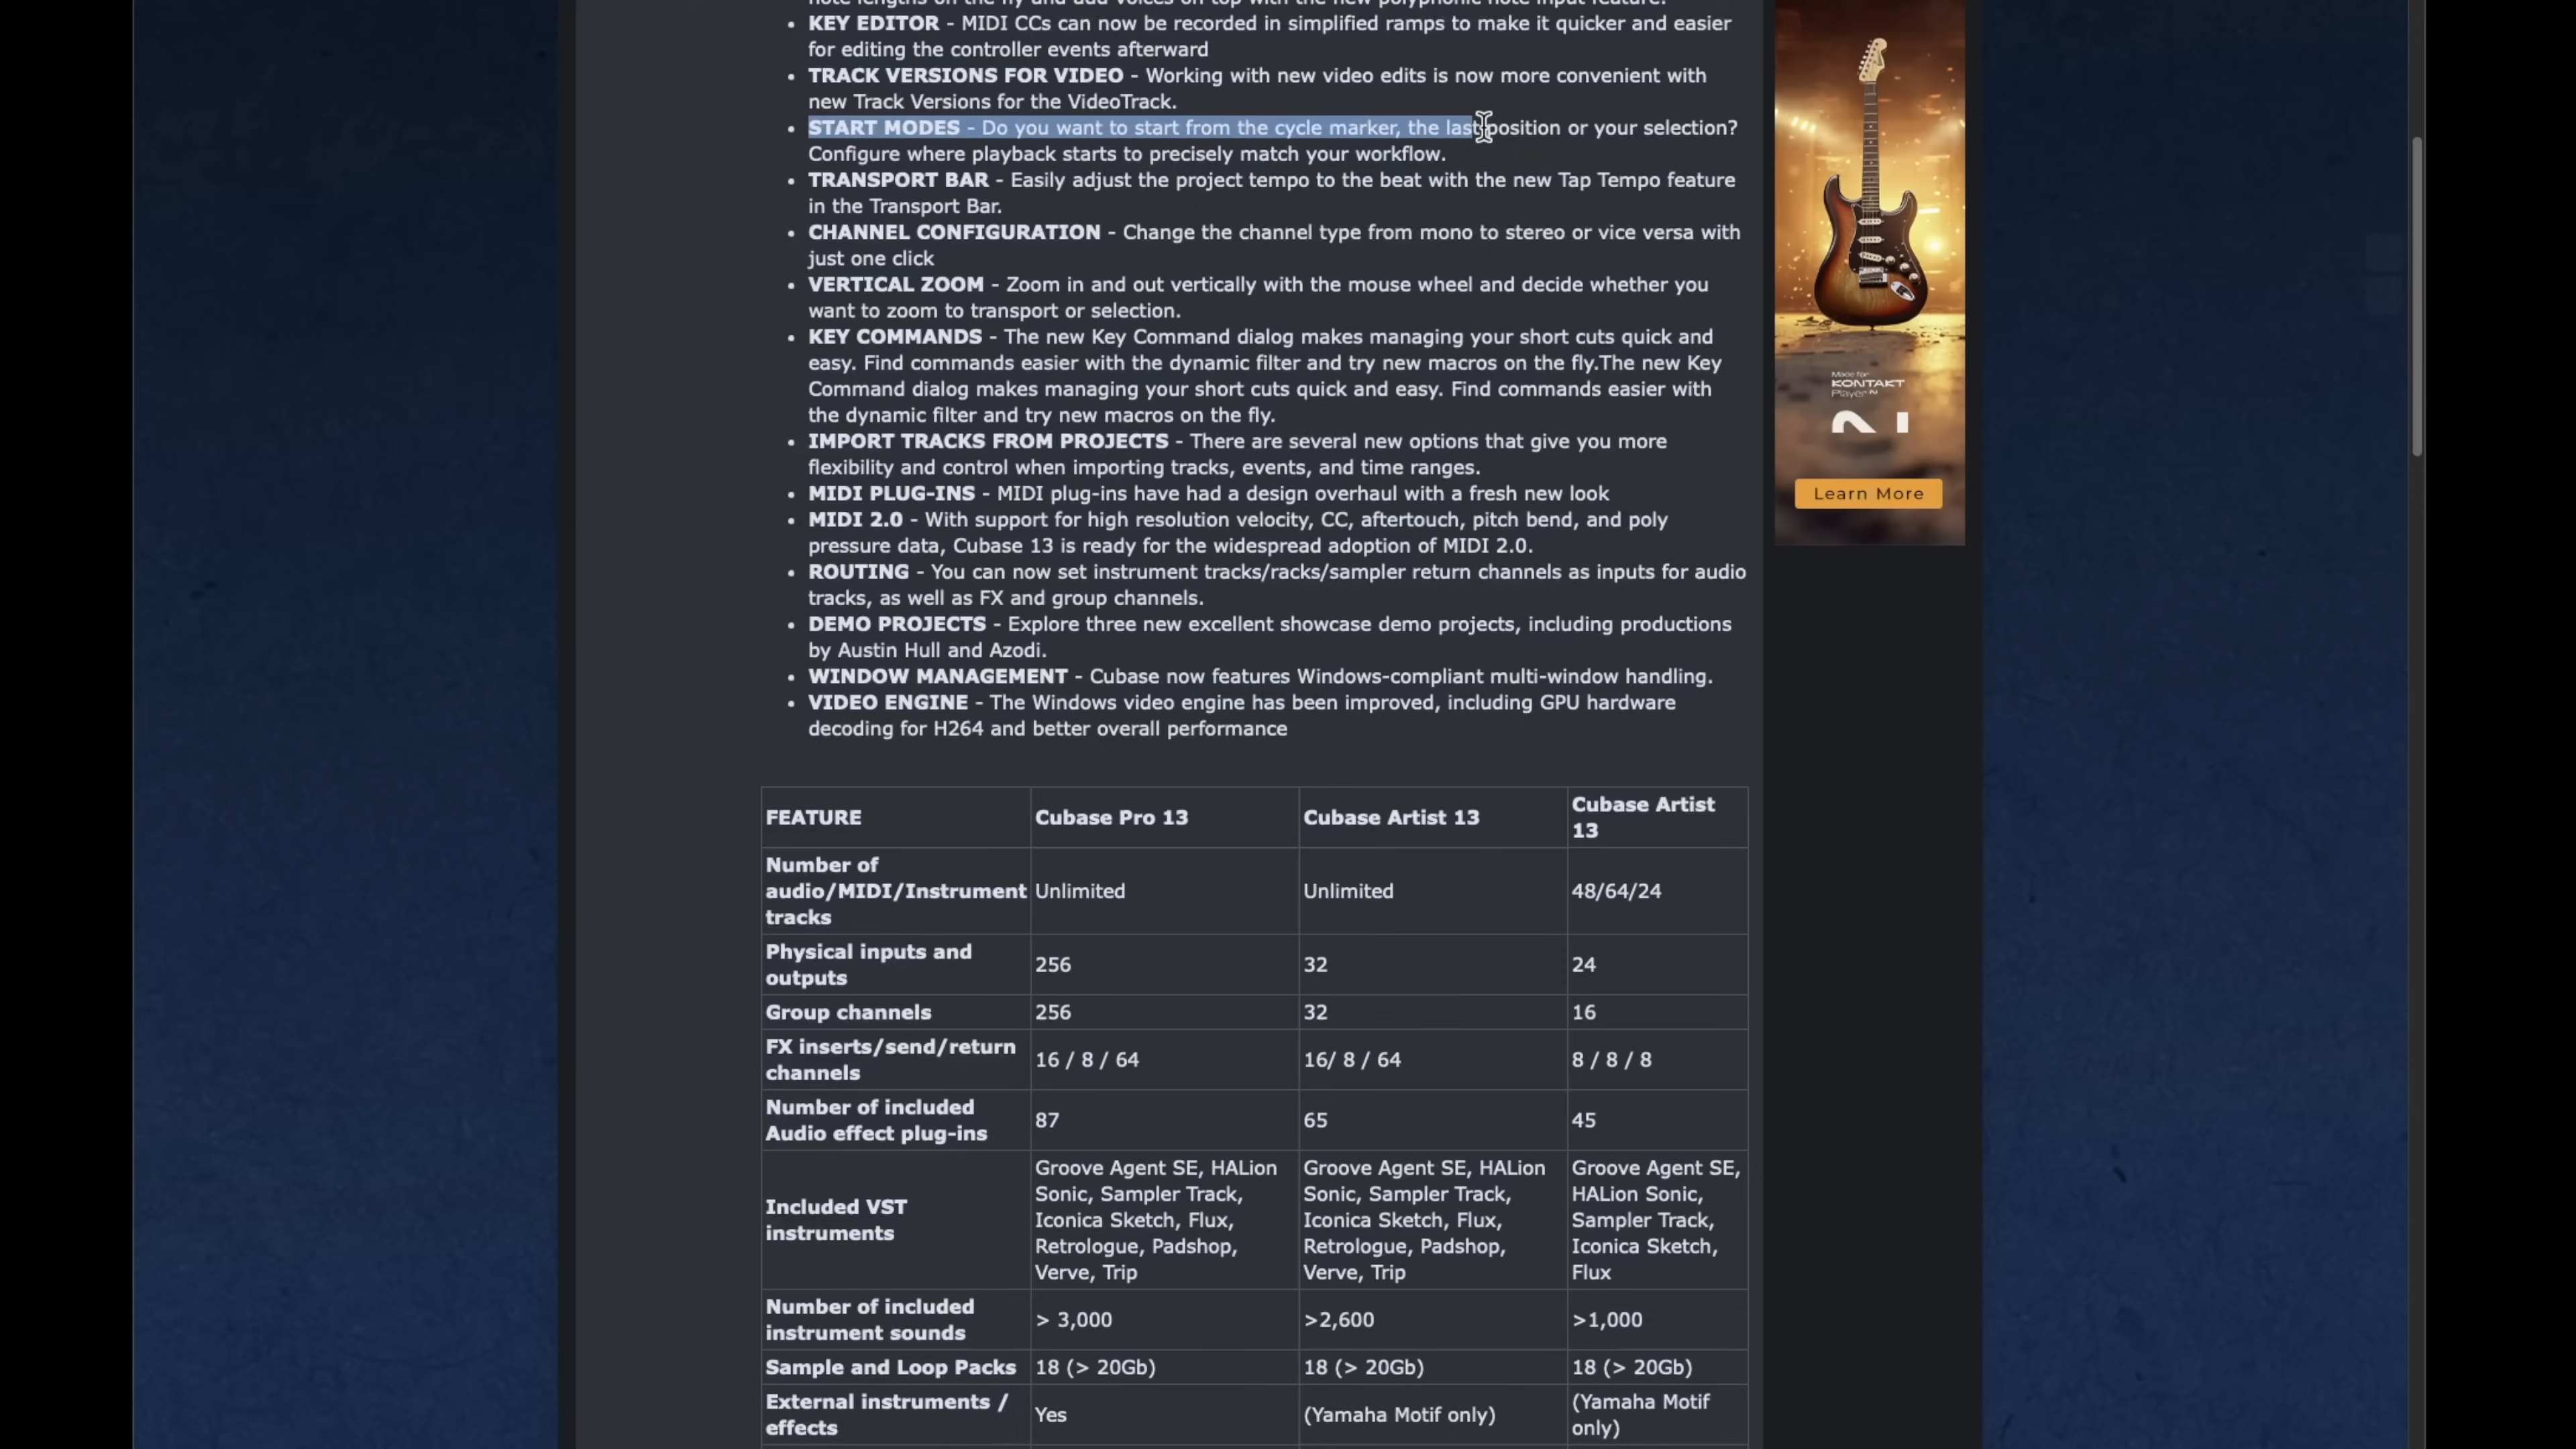 note lengths on the fly and add voices on top with the new polyphonic note input feature.
• KEY EDITOR - MIDI CCs can now be recorded in simplified ramps to make it quicker and easier
for editing the controller events afterward
• TRACK VERSIONS FOR VIDEO - Working with new video edits is now more convenient with
new Track Versions for the VideoTrack.
• START MODES - Do you want to start from the cycle marker, the last position or your selection?
Configure where playback starts to precisely match your workflow.
• TRANSPORT BAR - Easily adjust the project tempo to the beat with the new Tap Tempo feature
in the Transport Bar.
• CHANNEL CONFIGURATION - Change the channel type from mono to stereo or vice versa with
just one click
• VERTICAL ZOOM - Zoom in and out vertically with the mouse wheel and decide whether you
want to zoom to transport or selection.
• KEY COMMANDS - The new Key Command dialog makes managing your short cuts quick and
easy. Find commands easier with the dynamic filter and try new macros on the fly.The new Key
Command dialog makes managing your short cuts quick and easy. Find commands easier with
the dynamic filter and try new macros on the fly.
• IMPORT TRACKS FROM PROJECTS - There are several new options that give you more
flexibility and control when importing tracks, events, and time ranges.
• MIDI PLUG-INS - MIDI plug-ins have had a design overhaul with a fresh new look
• MIDI 2.0 - With support for high resolution velocity, CC, aftertouch, pitch bend, and poly
pressure data, Cubase 13 is ready for the widespread adoption of MIDI 2.0.
• ROUTING - You can now set instrument tracks/racks/sampler return channels as inputs for audio
tracks, as well as FX and group channels.
• DEMO PROJECTS - Explore three new excellent showcase demo projects, including productions
by Austin Hull and Azodi.
• WINDOW MANAGEMENT - Cubase now features Windows-compliant multi-window handling.
• VIDEO ENGINE - The Windows video engine has been improved, including GPU hardware
decoding for H264 and better overall performance
Made for
KONTAKT
Player
Learn More
FEATURE
Cubase Pro 13
Cubase Artist 13
Cubase Artist
13
Number of
audio/MIDI/Instrument
tracks
Unlimited
Unlimited
48/64/24
Physical inputs and
outputs
256
32
24
Group channels
256
32
16
FX inserts/send/return
channels
16 / 8 / 64
16/ 8 / 64
8 / 8 / 8
Number of included
Audio effect plug-ins
87
65
45
Included VST
instruments
Groove Agent SE, HALion
Sonic, Sampler Track,
Iconica Sketch, Flux,
Retrologue, Padshop,
Verve, Trip
Groove Agent SE, HALion
Sonic, Sampler Track,
Iconica Sketch, Flux,
Retrologue, Padshop,
Verve, Trip
Groove Agent SE,
HALion Sonic,
Sampler Track,
Iconica Sketch,
Flux
Number of included
instrument sounds
> 3,000
>2,600
>1,000
Sample and Loop Packs
18 (> 20Gb)
18 (> 20Gb)
18 (> 20Gb)
External instruments /
effects
Yes
(Yamaha Motif only)
(Yamaha Motif
only)